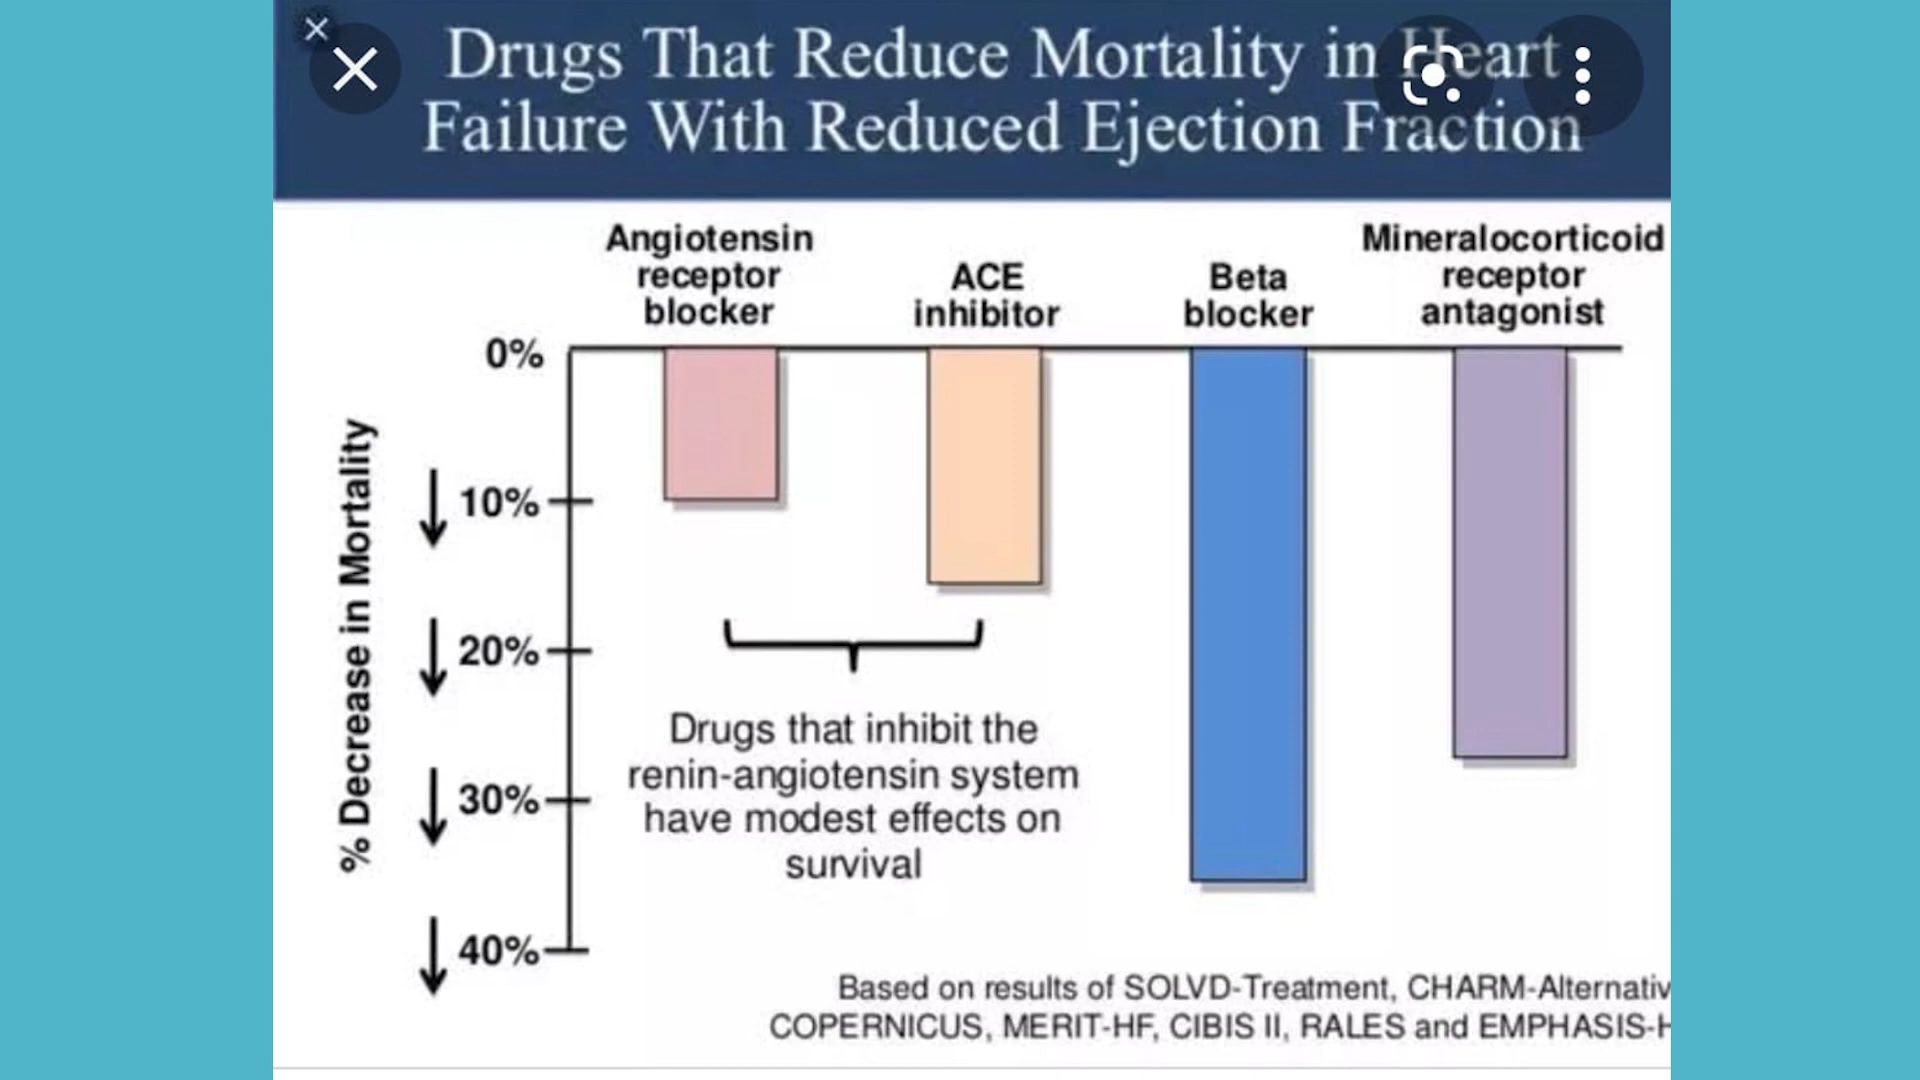 Drugs That Reduce Mortality in Heart
Failure With Reduced Ejection Fraction
Angiotensin
receptor
blocker
ACE
inhibitor
Beta
blocker
Mineralocorticoid
receptor
antagonist
0%
10%
20%
30%
40%
% Decrease in Mortality
Drugs that inhibit the
renin-angiotensin system
have modest effects on
survival
Based on results of SOLVD-Treatment, CHARM-Alternativ
COPERNICUS, MERIT-HF, CIBIS II, RALES and EMPHASIS-H